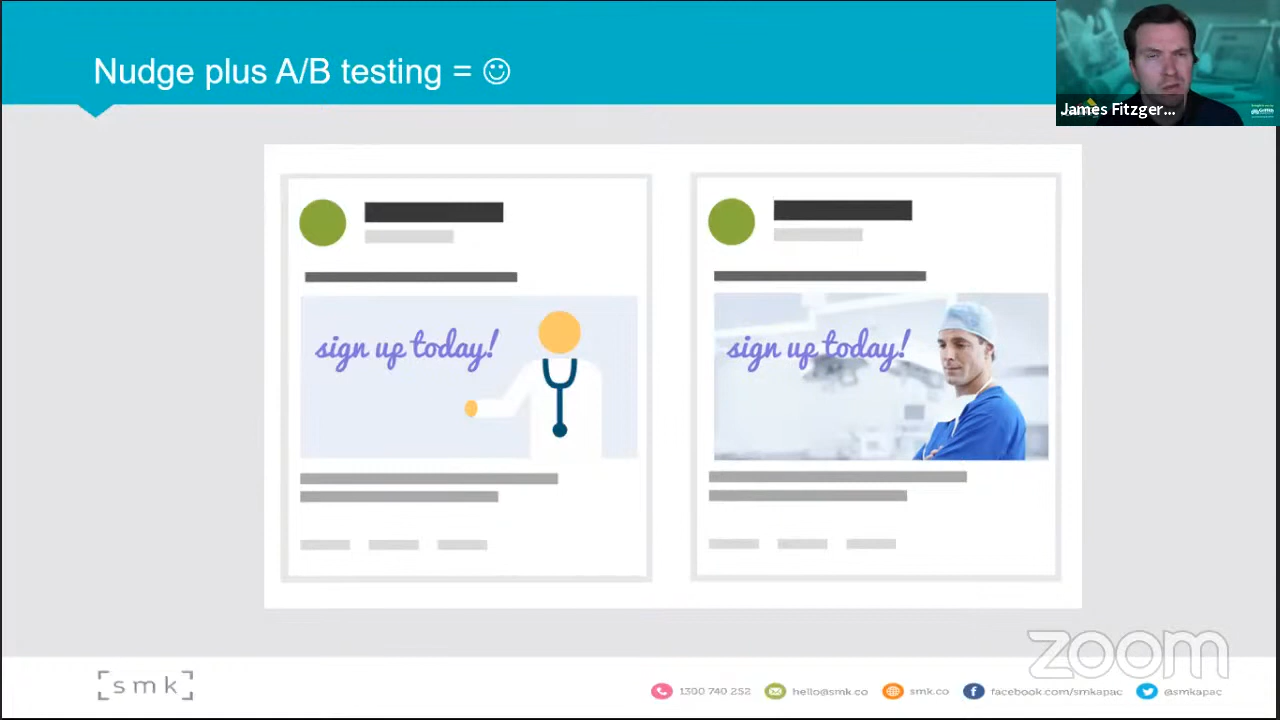 Nudge plus A/B testing = ☺
James Fitzger...
sign up today!
sign up today!
zoom
[smk]
1300 740 252
hello@smk.co
smk.co
facebook.com/smkapac
@smkapac